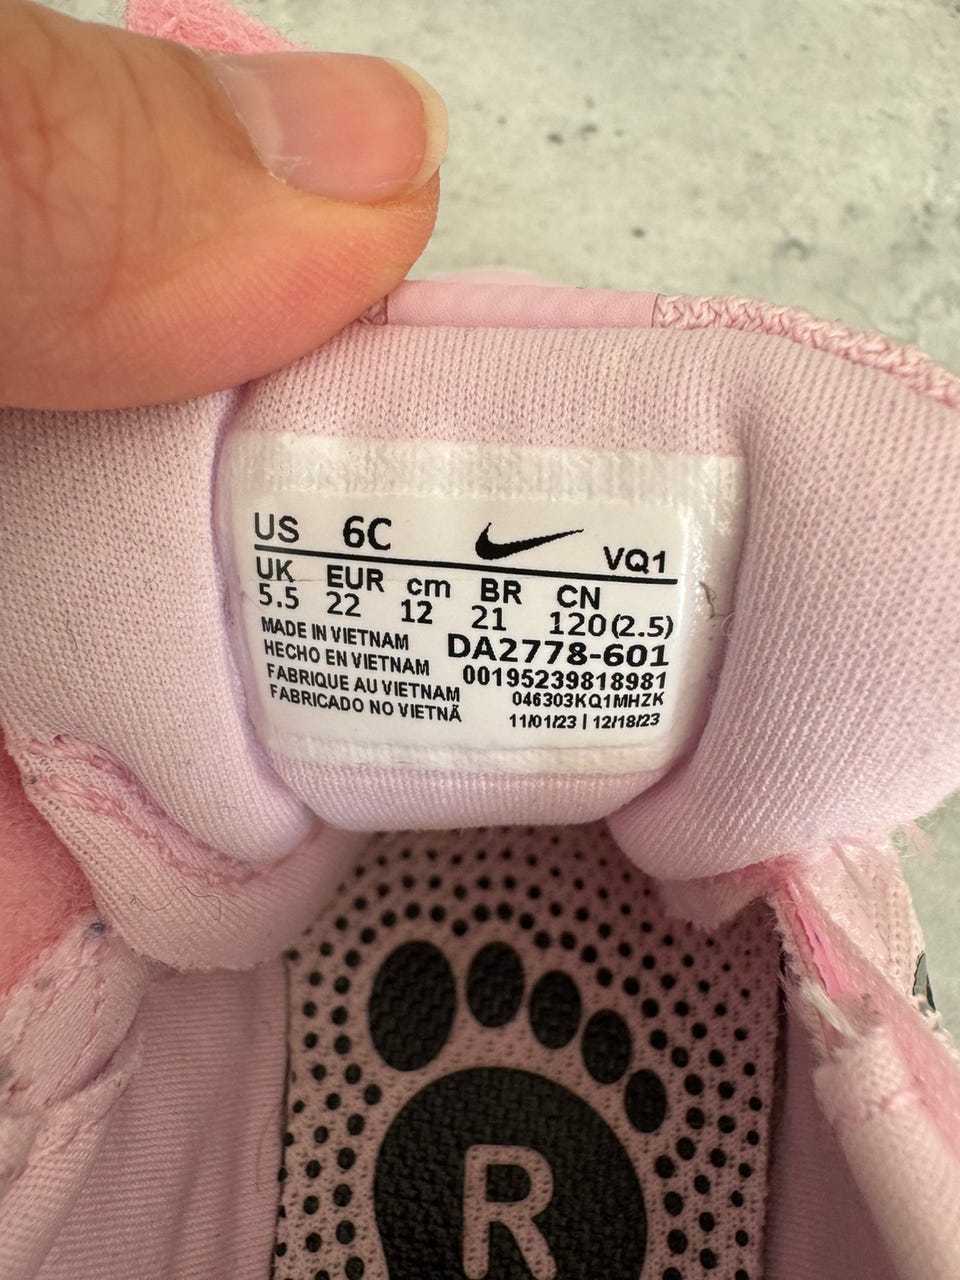 US 6C VQ1
UK EUR cm BR CN
5.5 22 12 21 120(2.5)
MADE IN VIETNAM
HECHO EN VIETNAM
FABRIQUE AU VIETNAM
FABRICADO NO VIETNÃ
DA2778-601
00195239818981
046303KQ1MHZK
11/01/23 | 12/18/23
R